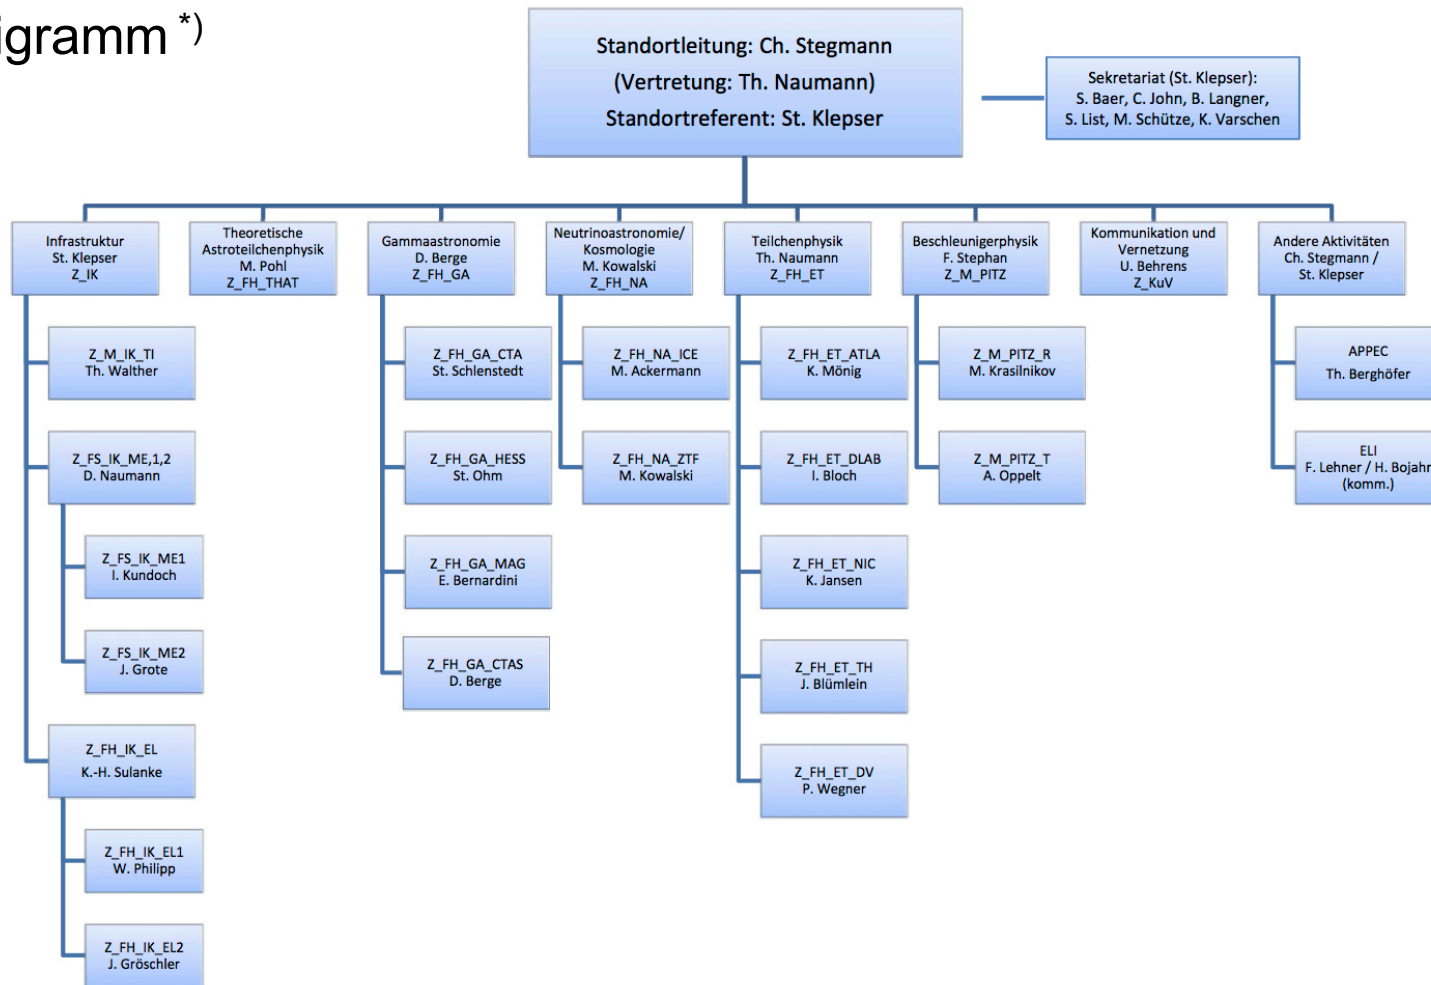 igramm *)
Standortleitung: Ch. Stegmann
(Vertretung: Th. Naumann)
Standortreferent: St. Klepser
Sekretariat (St. Klepser):
S. Baer, C. John, B. Langner,
S. List, M. Schütze, K. Varschen
Infrastruktur
St. Klepser
Z_IK
Theoretische
Astroteilchenphysik
M. Pohl
Z_FH_THAT
Gammaastronomie
D. Berge
Z_FH_GA
Neutrinoastronomie/
Kosmologie
M. Kowalski
Z_FH_NA
Teilchenphysik
Th. Naumann
Z_FH_ET
Beschleunigerphysik
F. Stephan
Z_M_PITZ
Kommunikation und
Vernetzung
U. Behrens
Z_KuV
Andere Aktivitäten
Ch. Stegmann /
St. Klepser
Z_M_IK_TI
Th. Walther
Z_FS_IK_ME,1,2
D. Naumann
Z_FS_IK_ME1
I. Kundoch
Z_FS_IK_ME2
J. Grote
Z_FH_IK_EL
K.-H. Sulanke
Z_FH_IK_EL1
W. Philipp
Z_FH_IK_EL2
J. Gröschler
Z_FH_GA_CTA
St. Schlenstedt
Z_FH_GA_HESS
St. Ohm
Z_FH_GA_MAG
E. Bernardini
Z_FH_GA_CTAS
D. Berge
Z_FH_NA_ICE
M. Ackermann
Z_FH_NA_ZTF
M. Kowalski
Z_FH_ET_ATLA
K. Mönig
Z_FH_ET_DLAB
I. Bloch
Z_FH_ET_NIC
K. Jansen
Z_FH_ET_TH
J. Blümlein
Z_FH_ET_DV
P. Wegner
Z_M_PITZ_R
M. Krasilnikov
Z_M_PITZ_T
A. Oppelt
APPEC
Th. Berghöfer
ELI
F. Lehner / H. Bojahr
(komm.)